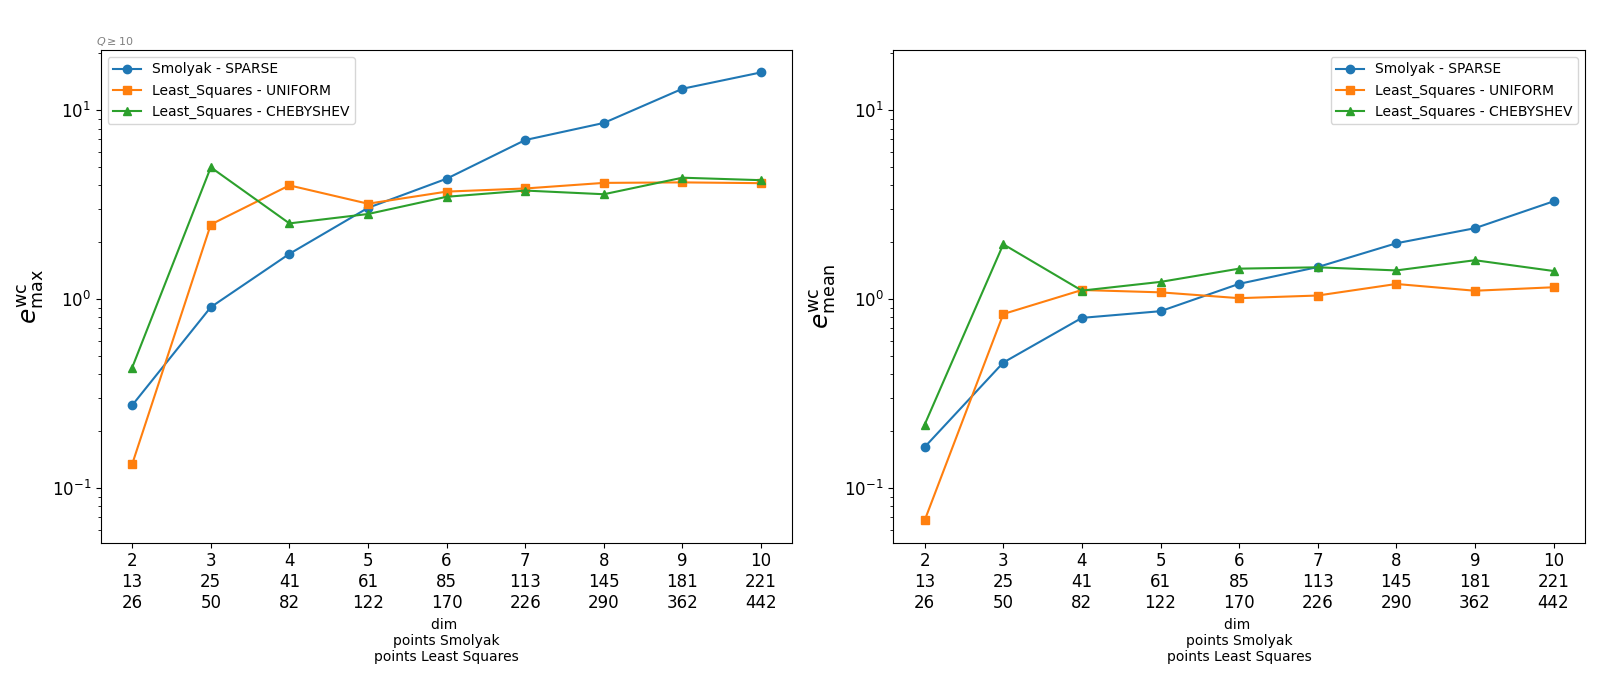 Q ≥ 10
Smolyak - SPARSE
Least_Squares - UNIFORM
Least_Squares - CHEBYSHEV
10¹
10⁰
10⁻¹
e^wc_max
2 3 4 5 6 7 8 9 10
13 25 41 61 85 113 145 181 221
26 50 82 122 170 226 290 362 442
dim
points Smolyak
points Least Squares
Smolyak - SPARSE
Least_Squares - UNIFORM
Least_Squares - CHEBYSHEV
10¹
10⁰
10⁻¹
e^wc_mean
2 3 4 5 6 7 8 9 10
13 25 41 61 85 113 145 181 221
26 50 82 122 170 226 290 362 442
dim
points Smolyak
points Least Squares